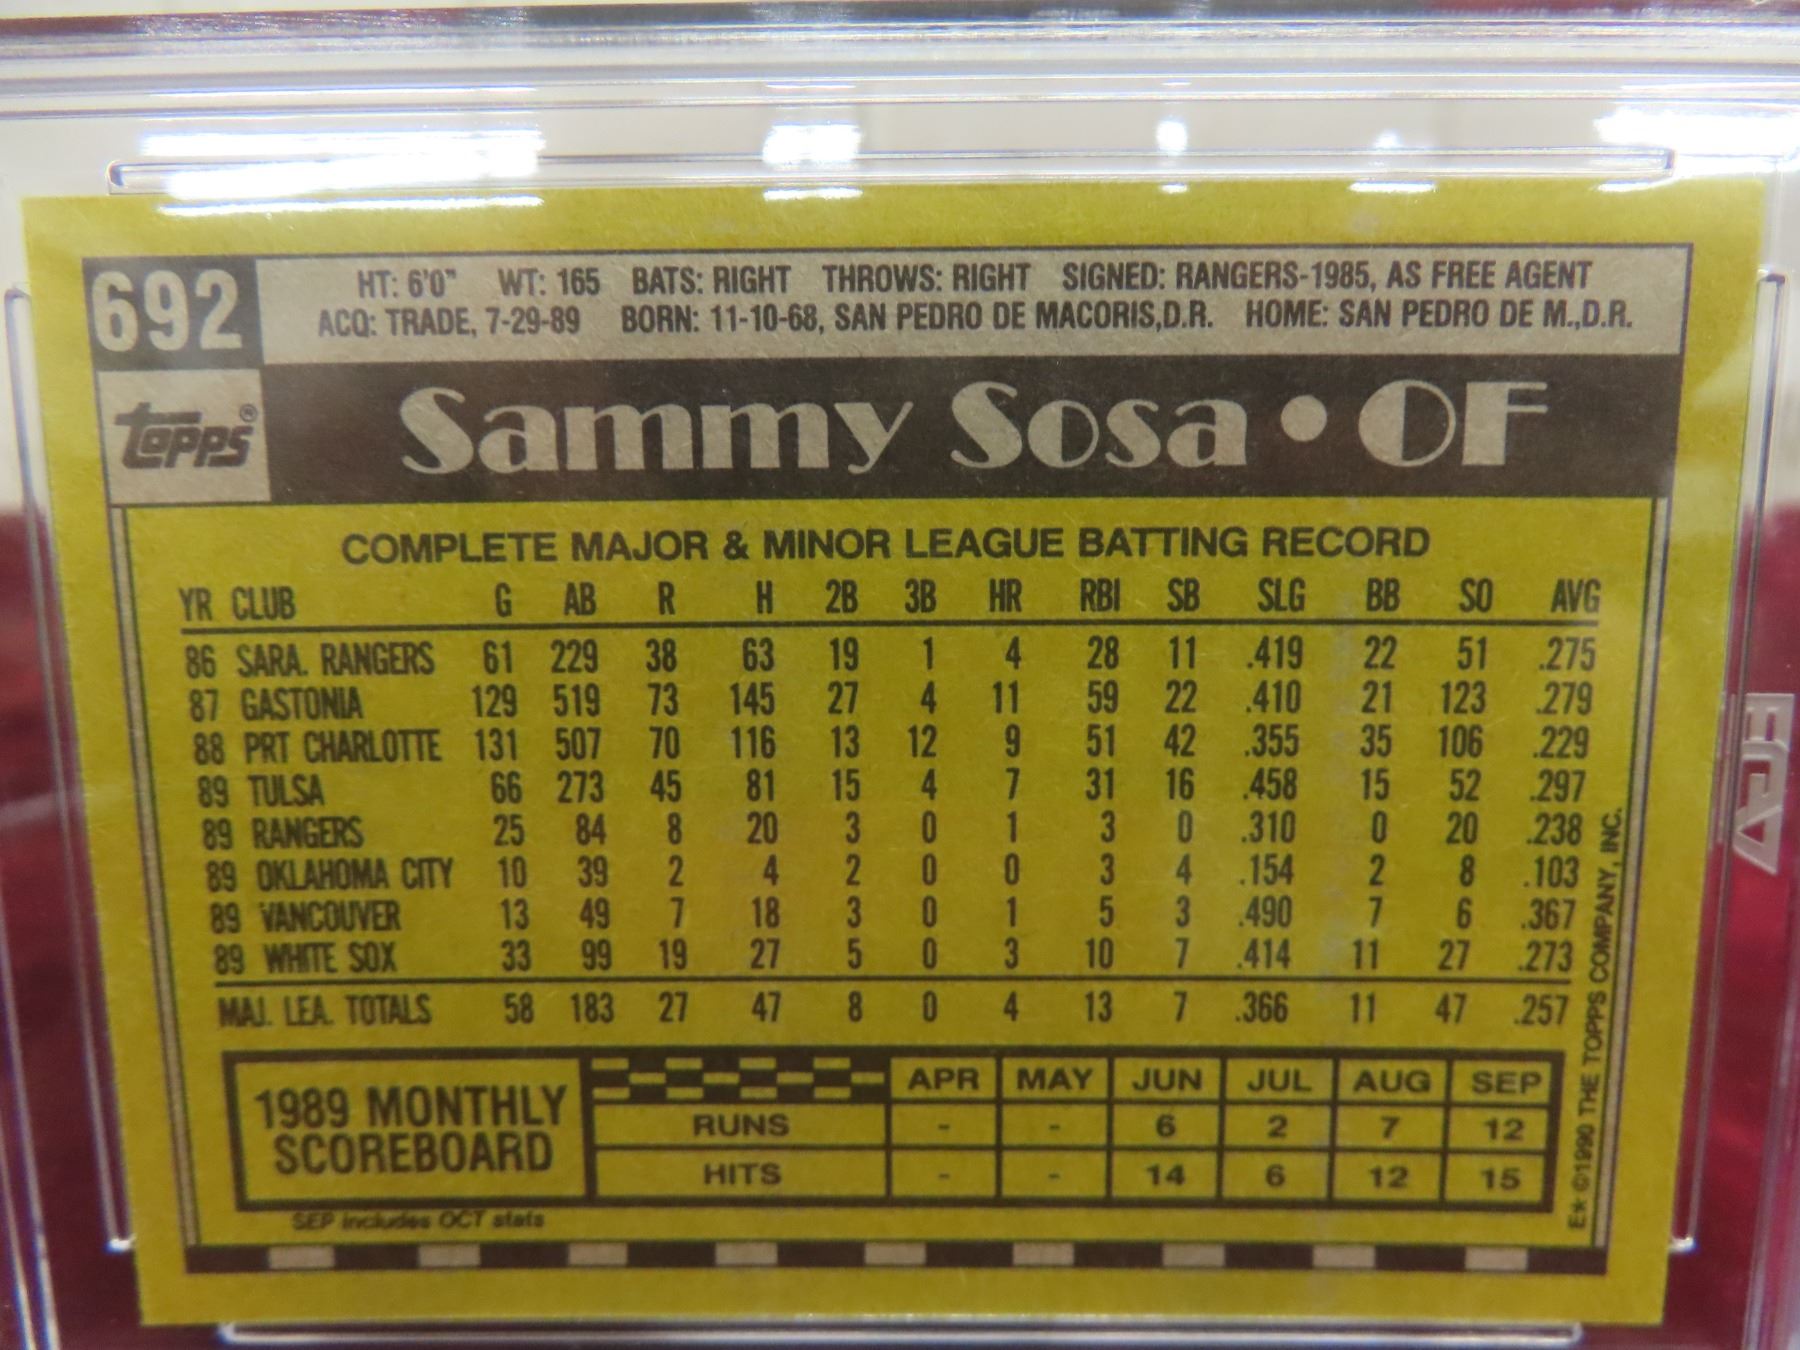 692
HT: 6'0" WT: 165 BATS: RIGHT THROWS: RIGHT SIGNED: RANGERS-1985, AS FREE AGENT
ACQ: TRADE, 7-29-89 BORN: 11-10-68, SAN PEDRO DE MACORIS,D.R. HOME: SAN PEDRO DE M.,D.R.
Topps®
Sammy Sosa • OF
COMPLETE MAJOR & MINOR LEAGUE BATTING RECORD
YR CLUB G AB R H 2B 3B HR RBI SB SLG BB SO AVG
86 SARA. RANGERS 61 229 38 63 19 1 4 28 11 .419 22 51 .275
87 GASTONIA 129 519 73 145 27 4 11 59 22 .410 21 123 .279
88 PRT CHARLOTTE 131 507 70 116 13 12 9 51 42 .355 35 106 .229
89 TULSA 66 273 45 81 15 4 7 31 16 .458 15 52 .297
89 RANGERS 25 84 8 20 3 0 1 3 0 .310 0 20 .238
89 OKLAHOMA CITY 10 39 2 4 2 0 0 3 4 .154 2 8 .103
89 VANCOUVER 13 49 7 18 3 0 1 5 3 .490 7 6 .367
89 WHITE SOX 33 99 19 27 5 0 3 10 7 .414 11 27 .273
MAJ. LEA. TOTALS 58 183 27 47 8 0 4 13 7 .366 11 47 .257
1989 MONTHLY
SCOREBOARD
APR MAY JUN JUL AUG SEP
RUNS - - 6 2 7 12
HITS - - 14 6 12 15
SEP includes OCT stats
E* ©1990 THE TOPPS COMPANY, INC.